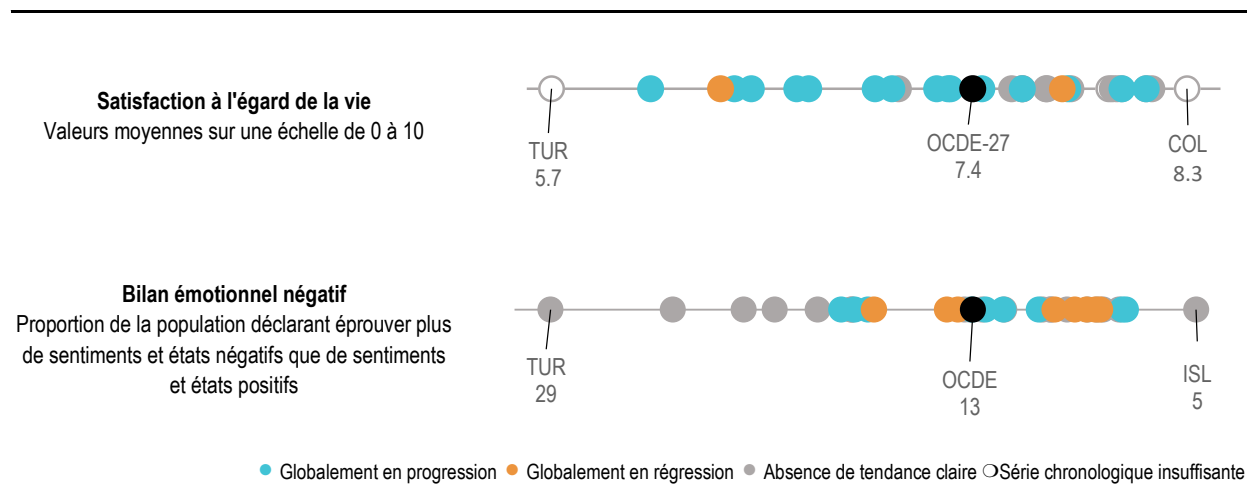 Satisfaction à l'égard de la vie
Valeurs moyennes sur une échelle de 0 à 10
TUR
5.7
OCDE-27
7.4
COL
8.3
Bilan émotionnel négatif
Proportion de la population déclarant éprouver plus
de sentiments et états négatifs que de sentiments
et états positifs
TUR
29
OCDE
13
ISL
5
Globalement en progression Globalement en régression Absence de tendance claire Série chronologique insuffisante